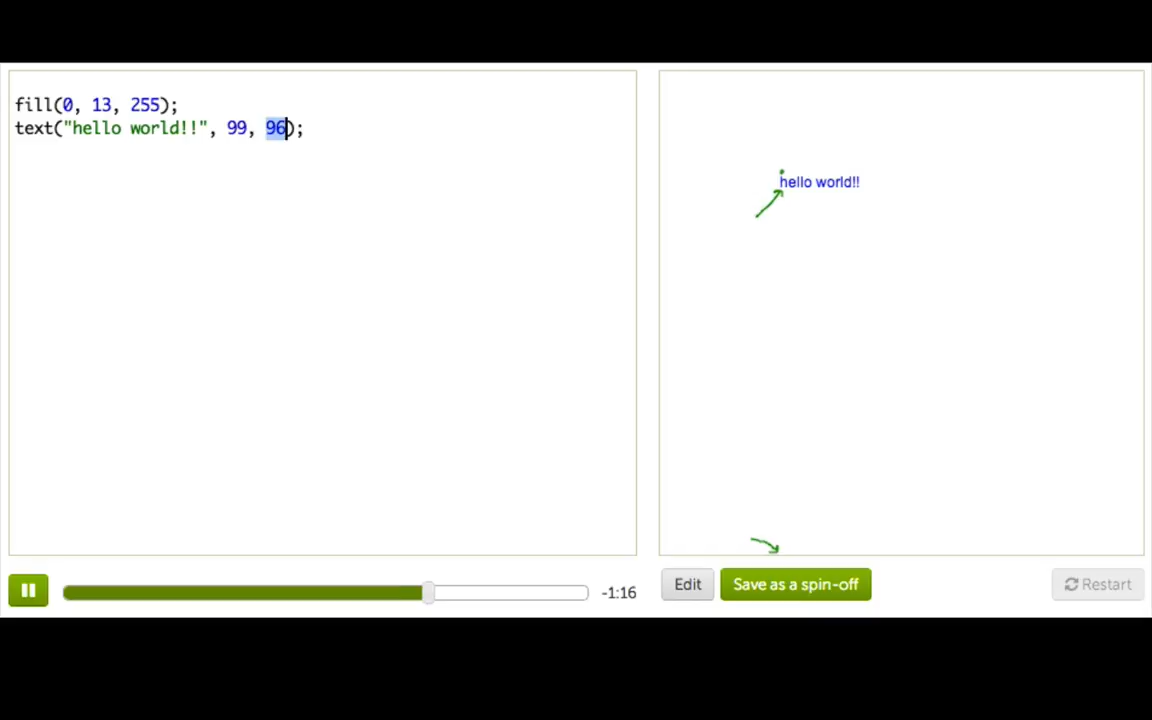 fill(0, 13, 255);
text("hello world!!", 99, 96);
hello world!!
-1:16
Edit
Save as a spin-off
Restart